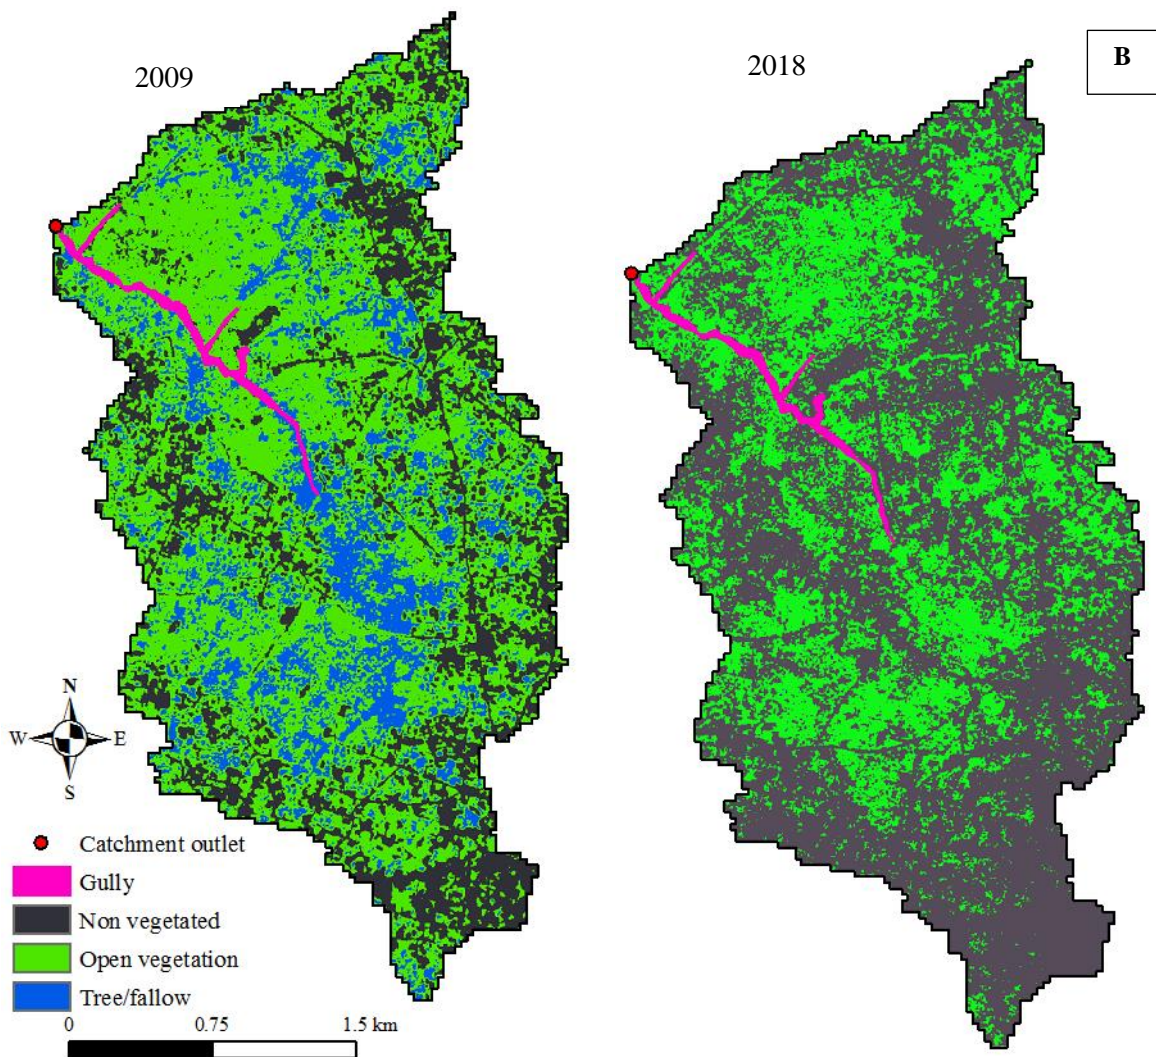 2009
2018
B
N
W E
S
Catchment outlet
Gully
Non vegetated
Open vegetation
Tree/fallow
0 0.75 1.5 km